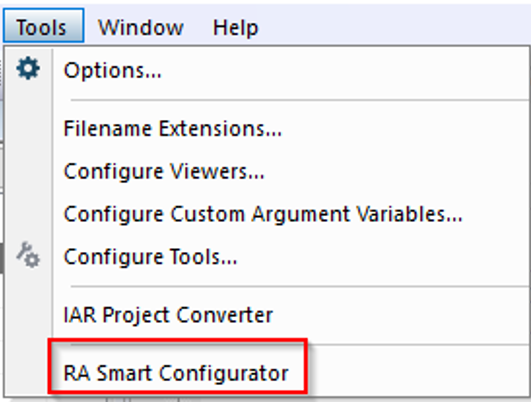 Tools Window Help
Options...
Filename Extensions...
Configure Viewers...
Configure Custom Argument Variables...
Configure Tools...
IAR Project Converter
RA Smart Configurator